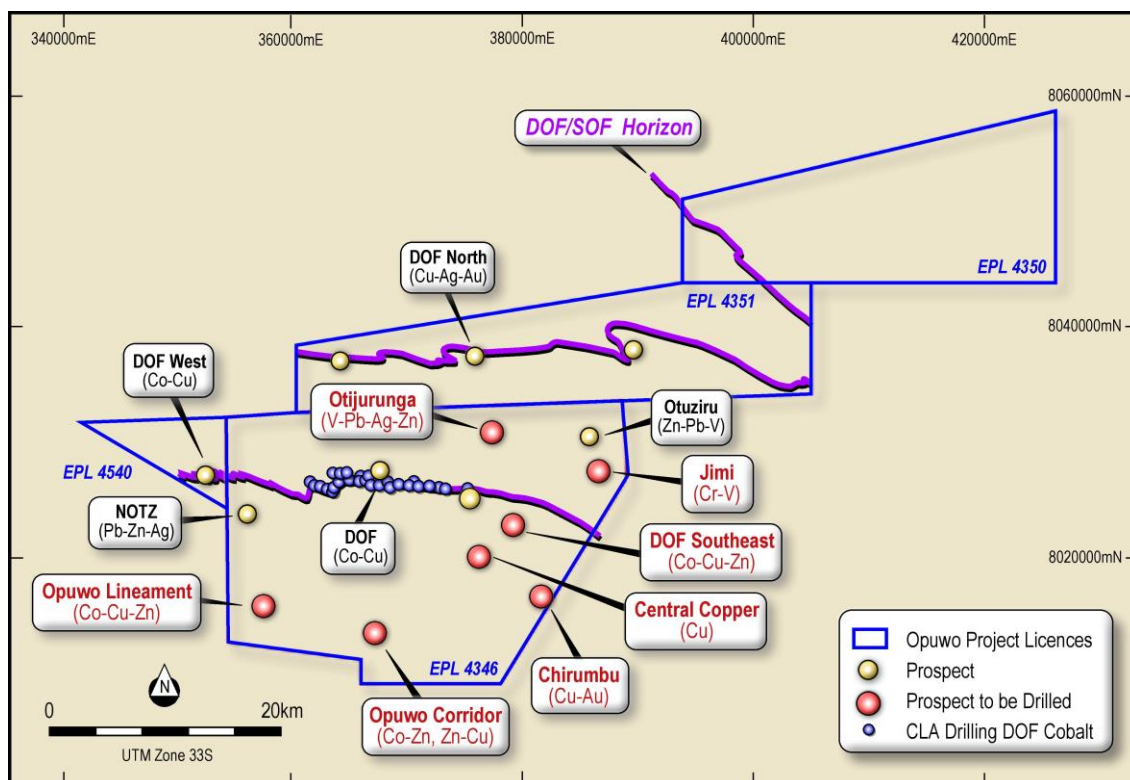 340000mE
360000mE
380000mE
400000mE
420000mE
8060000mN
DOF/SOF Horizon
EPL 4350
DOF North
(Cu-Ag-Au)
EPL 4351
8040000mN
DOF West
(Co-Cu)
Otijurunga
(V-Pb-Ag-Zn)
Otuziru
(Zn-Pb-V)
EPL 4540
Jimi
(Cr-V)
NOTZ
(Pb-Zn-Ag)
DOF
(Co-Cu)
DOF Southeast
(Co-Cu-Zn)
8020000mN
Opuwo Lineament
(Co-Cu-Zn)
Central Copper
(Cu)
EPL 4346
Chirumbu
(Cu-Au)
Opuwo Corridor
(Co-Zn, Zn-Cu)
N
0
20km
UTM Zone 33S
Opuwo Project Licences
Prospect
Prospect to be Drilled
CLA Drilling DOF Cobalt